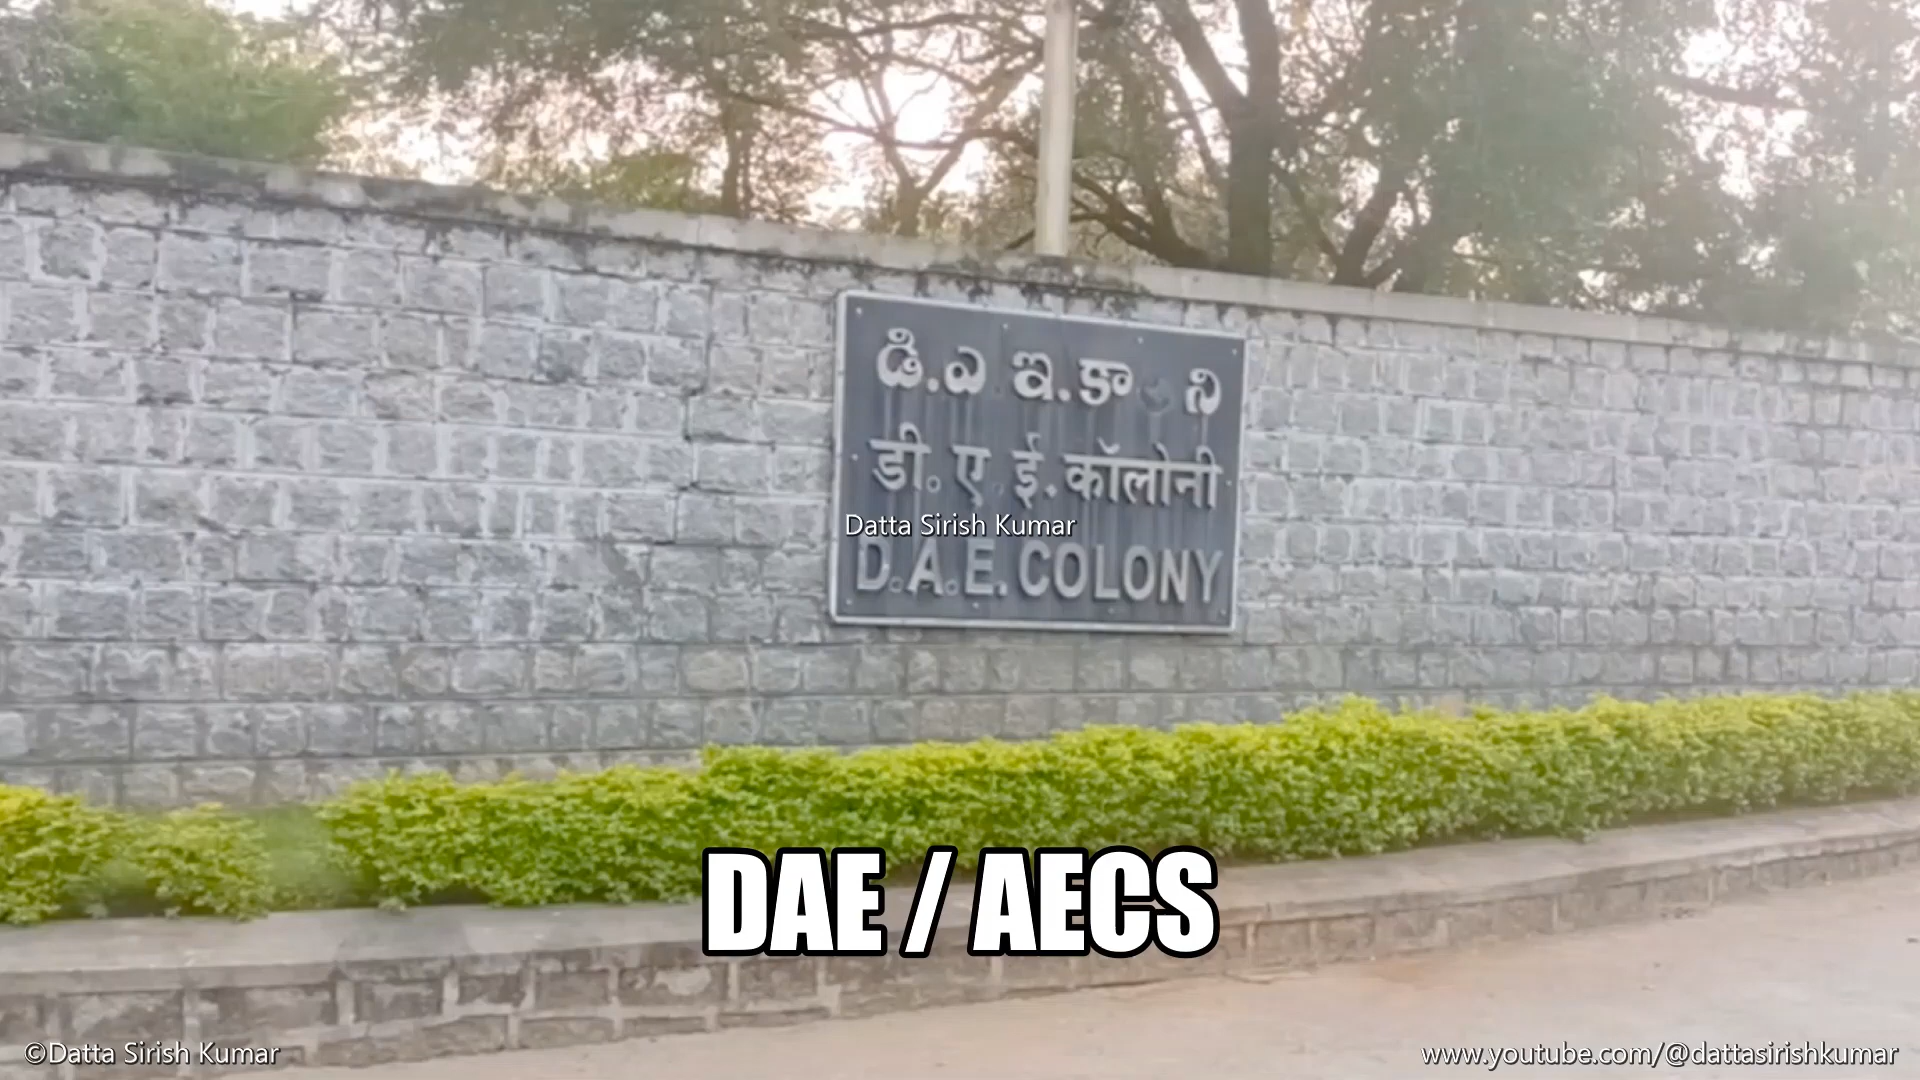 డి.ఎ ఇ.కా ని
डी. ए ई.कॉलोनी
Datta Sirish Kumar
D.A.E. COLONY
DAE / AECS
©Datta Sirish Kumar
www.youtube.com/@dattasirishkumar